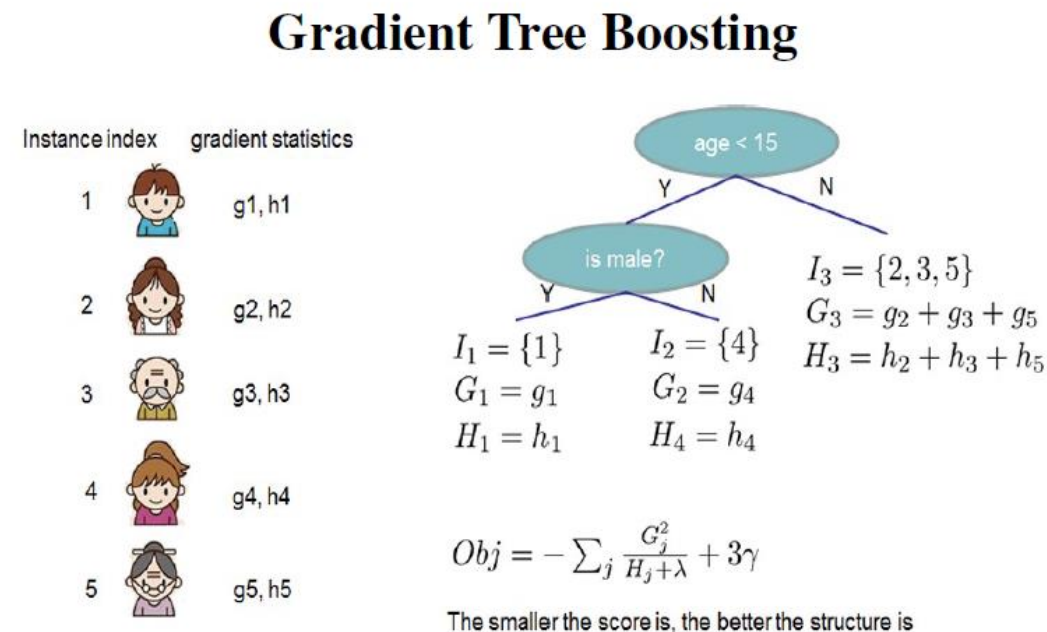 Gradient Tree Boosting
Instance index gradient statistics
1 g1, h1
2 g2, h2
3 g3, h3
4 g4, h4
5 g5, h5
age < 15
Y N
is male?
Y N
I₁ = {1}
G₁ = g₁
H₁ = h₁
I₂ = {4}
G₂ = g₄
H₄ = h₄
I₃ = {2, 3, 5}
G₃ = g₂ + g₃ + g₅
H₃ = h₂ + h₃ + h₅
Obj = − ∑ⱼ Gⱼ² / (Hⱼ+λ) + 3γ
The smaller the score is, the better the structure is